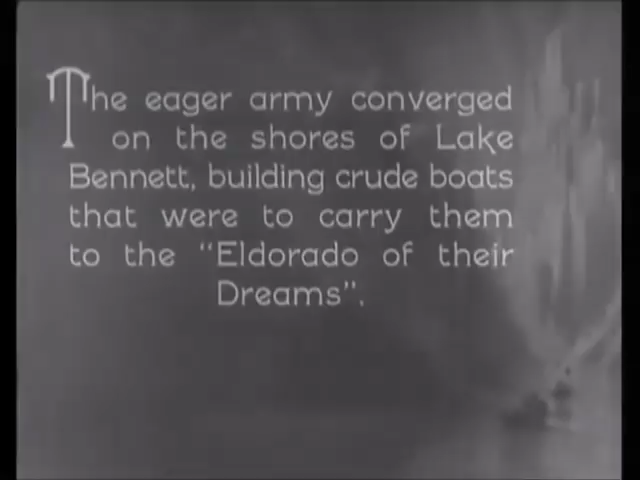 The eager army converged
on the shores of Lake
Bennett, building crude boats
that were to carry them
to the “Eldorado of their
Dreams”.